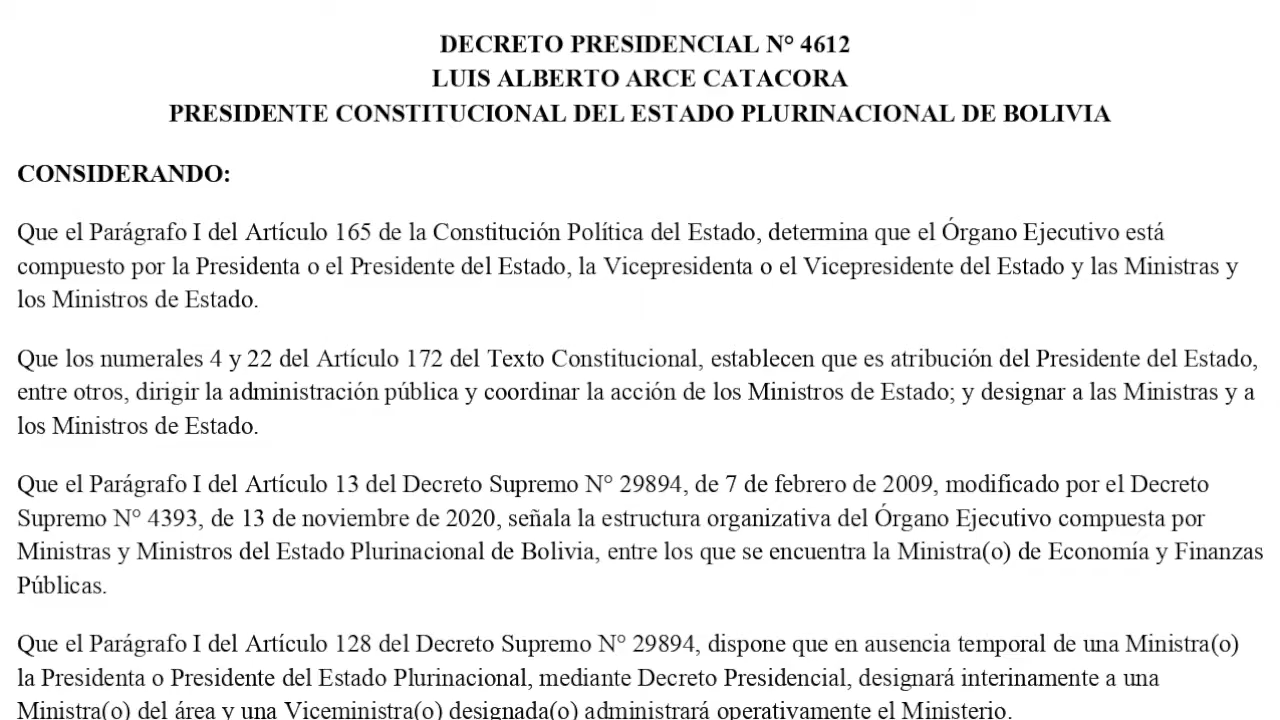 DECRETO PRESIDENCIAL N° 4612
LUIS ALBERTO ARCE CATACORA
PRESIDENTE CONSTITUCIONAL DEL ESTADO PLURINACIONAL DE BOLIVIA
CONSIDERANDO:
Que el Parágrafo I del Artículo 165 de la Constitución Política del Estado, determina que el Órgano Ejecutivo está
compuesto por la Presidenta o el Presidente del Estado, la Vicepresidenta o el Vicepresidente del Estado y las Ministras y
los Ministros de Estado.
Que los numerales 4 y 22 del Artículo 172 del Texto Constitucional, establecen que es atribución del Presidente del Estado,
entre otros, dirigir la administración pública y coordinar la acción de los Ministros de Estado; y designar a las Ministras y a
los Ministros de Estado.
Que el Parágrafo I del Artículo 13 del Decreto Supremo N° 29894, de 7 de febrero de 2009, modificado por el Decreto
Supremo N° 4393, de 13 de noviembre de 2020, señala la estructura organizativa del Órgano Ejecutivo compuesta por
Ministras y Ministros del Estado Plurinacional de Bolivia, entre los que se encuentra la Ministra(o) de Economía y Finanzas
Públicas.
Que el Parágrafo I del Artículo 128 del Decreto Supremo N° 29894, dispone que en ausencia temporal de una Ministra(o)
la Presidenta o Presidente del Estado Plurinacional, mediante Decreto Presidencial, designará interinamente a una
Ministra(o) del área y una Viceministra(o) designada(o) administrará operativamente el Ministerio.